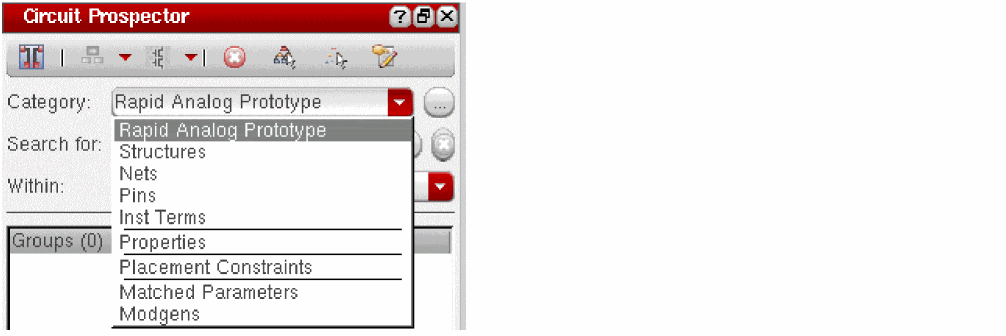 Circuit Prospector
Category: Rapid Analog Prototype ...
Rapid Analog Prototype
Search for: Structures
Nets
Within: Pins
Inst Terms
Groups (0) Properties
Placement Constraints
Matched Parameters
Modgens